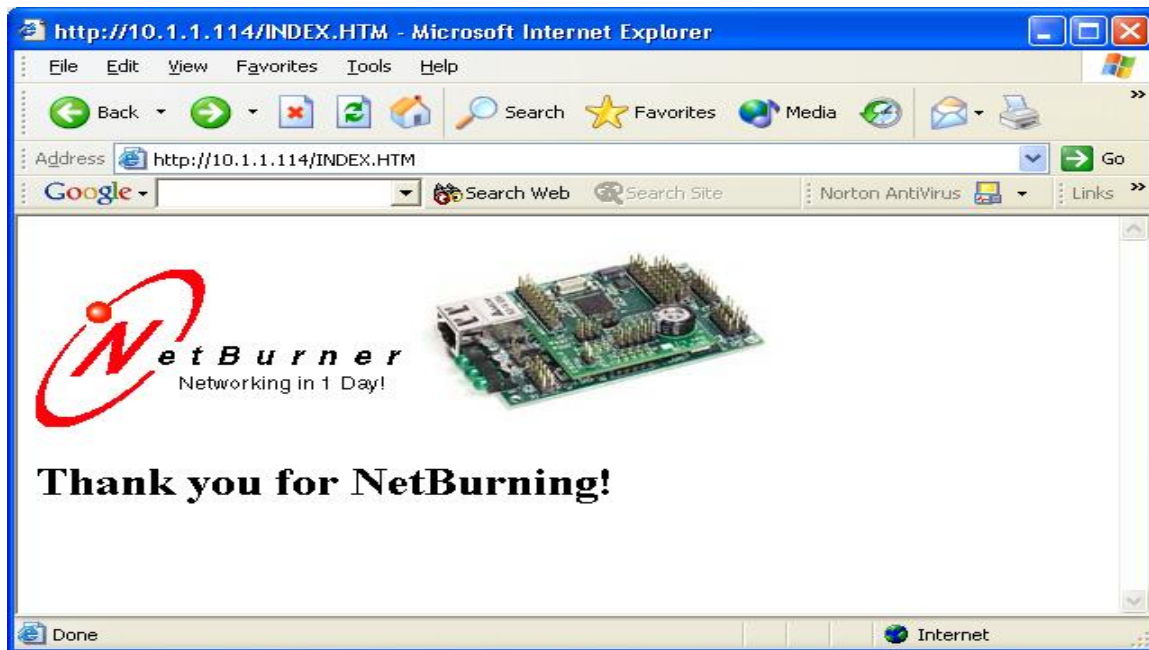 http://10.1.1.114/INDEX.HTM - Microsoft Internet Explorer
File Edit View Favorites Tools Help
Back Search Favorites Media »
Address http://10.1.1.114/INDEX.HTM Go
Google Search Web Search Site Norton AntiVirus Links »
NetBurner
Networking in 1 Day!
Thank you for NetBurning!
Done Internet